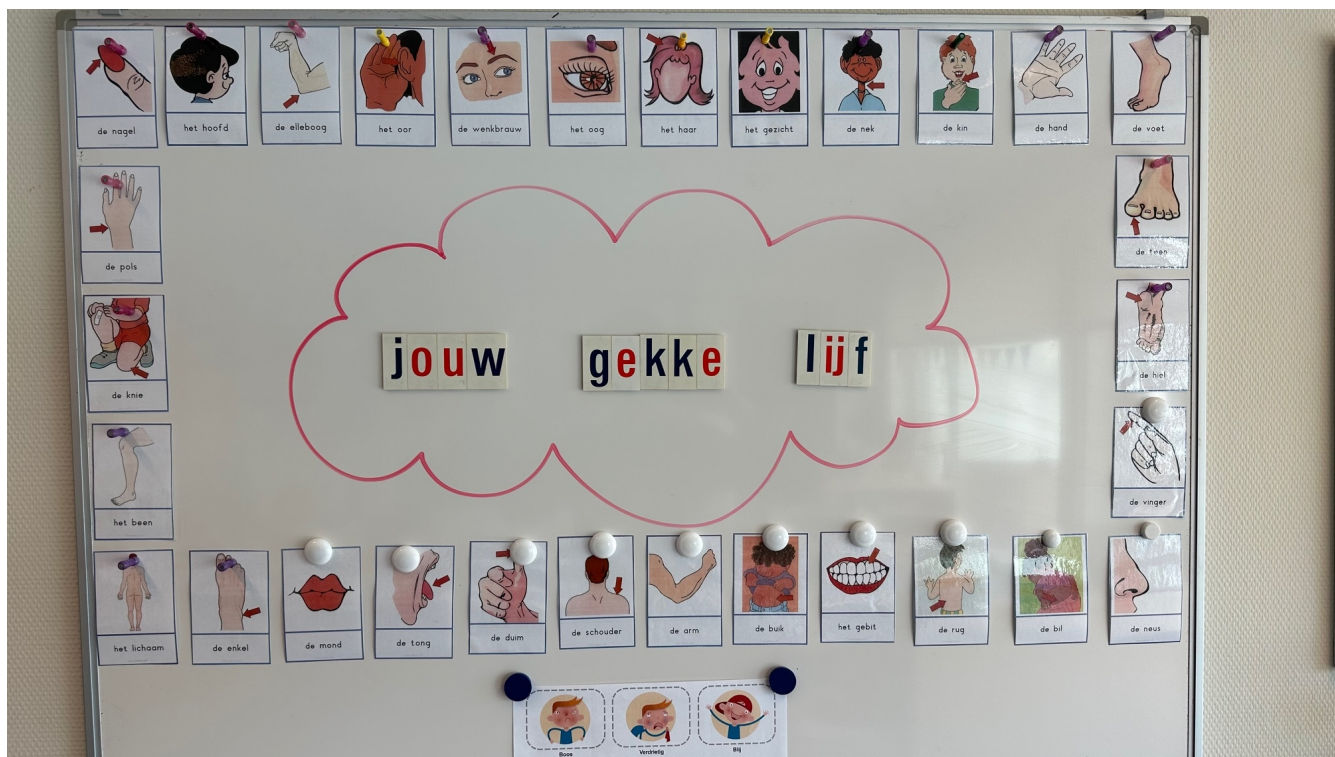 de nagel
het hoofd
de elleboog
het oor
de wenkbrauw
het oog
het haar
het gezicht
de nek
de kin
de hand
de voet
de pols
de teen
de knie
de hiel
het been
de vinger
jouw gekke lijf
het lichaam
de enkel
de mond
de tong
de duim
de schouder
de arm
de buik
het gebit
de rug
de bil
de neus
Boos
Verdrietig
Blij